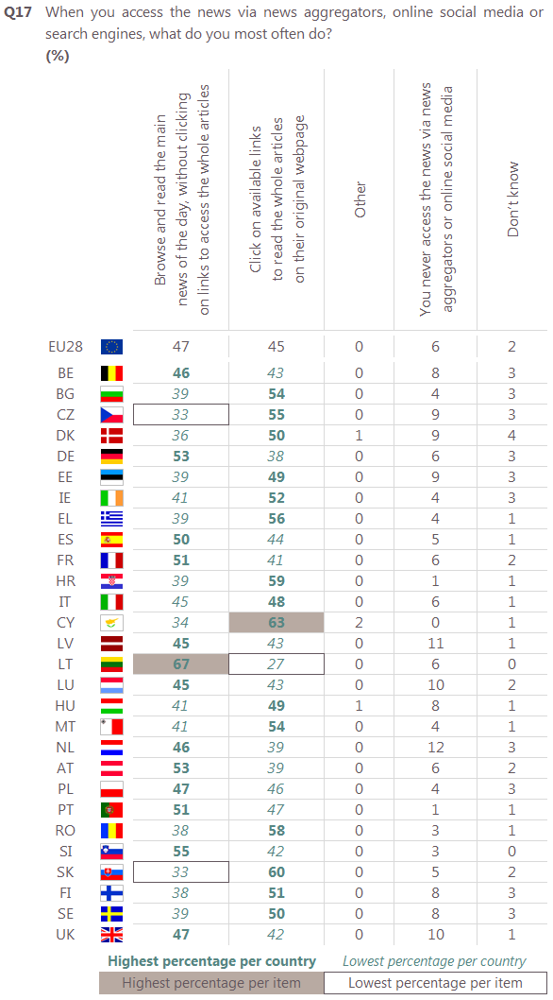 Q17 When you access the news via news aggregators, online social media or
search engines, what do you most often do?
(%)
Browse and read the main
news of the day, without clicking
on links to access the whole articles
Click on available links
to read the whole articles
on their original webpage
Other
You never access the news via news
aggregators or online social media
Don't know
EU28 47 45 0 6 2
BE 46 43 0 8 3
BG 39 54 0 4 3
CZ 33 55 0 9 3
DK 36 50 1 9 4
DE 53 38 0 6 3
EE 39 49 0 9 3
IE 41 52 0 4 3
EL 39 56 0 4 1
ES 50 44 0 5 1
FR 51 41 0 6 2
HR 39 59 0 1 1
IT 45 48 0 6 1
CY 34 63 2 0 1
LV 45 43 0 11 1
LT 67 27 0 6 0
LU 45 43 0 10 2
HU 41 49 1 8 1
MT 41 54 0 4 1
NL 46 39 0 12 3
AT 53 39 0 6 2
PL 47 46 0 4 3
PT 51 47 0 1 1
RO 38 58 0 3 1
SI 55 42 0 3 0
SK 33 60 0 5 2
FI 38 51 0 8 3
SE 39 50 0 8 3
UK 47 42 0 10 1
Highest percentage per country Lowest percentage per country
Highest percentage per item Lowest percentage per item